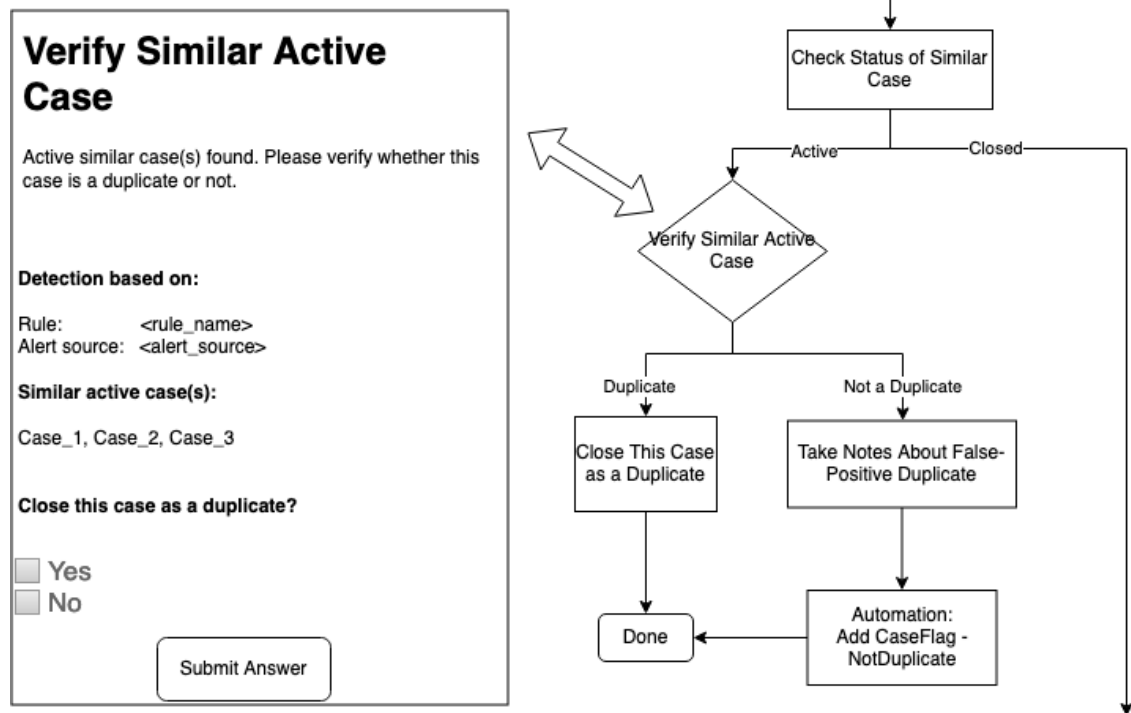 Verify Similar Active
Case
Active similar case(s) found. Please verify whether this
case is a duplicate or not.
Detection based on:
Rule: <rule_name>
Alert source: <alert_source>
Similar active case(s):
Case_1, Case_2, Case_3
Close this case as a duplicate?
Yes
No
Submit Answer
Check Status of Similar
Case
Active
Closed
Verify Similar Active
Case
Duplicate
Not a Duplicate
Close This Case
as a Duplicate
Take Notes About False-
Positive Duplicate
Done
Automation:
Add CaseFlag -
NotDuplicate